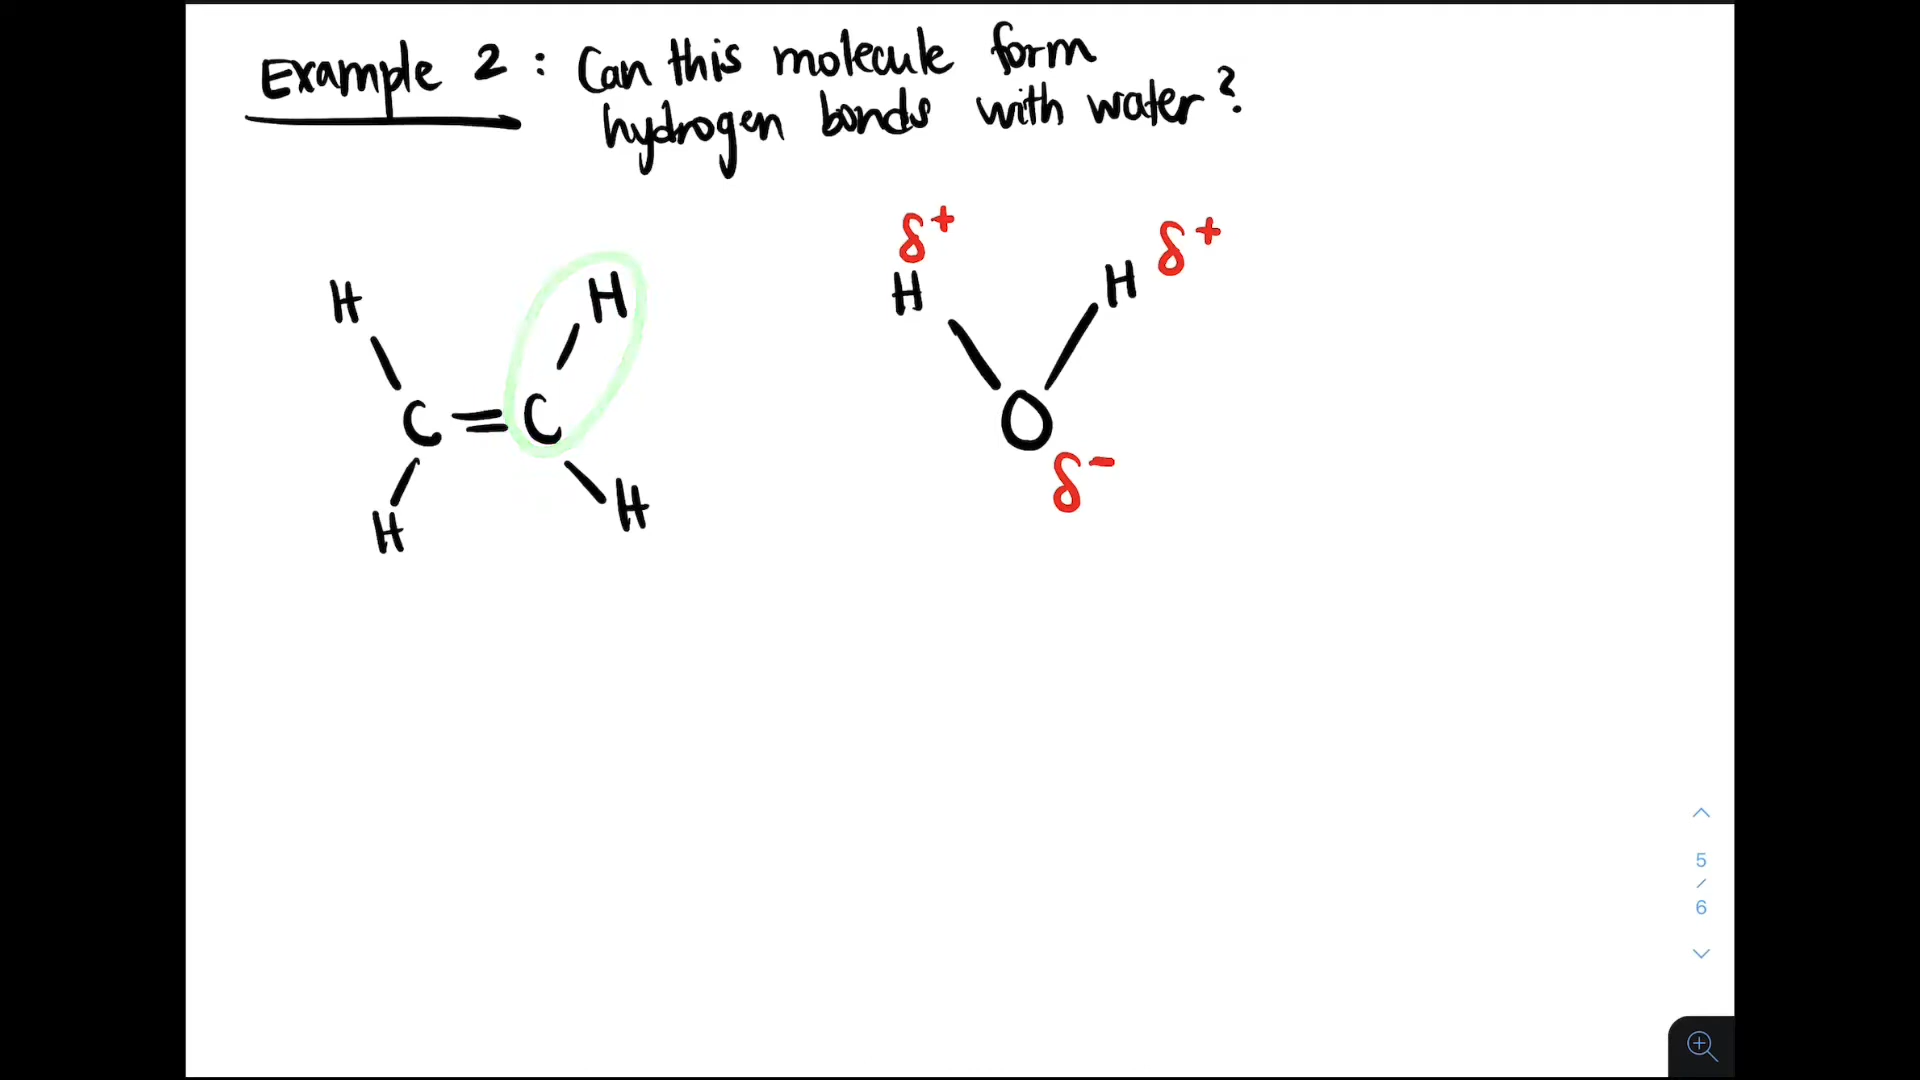 Example 2 : Can this molecule form
hydrogen bonds with water?
δ+
δ+
H
H
H
H
C = C
O
δ-
H
H
5
/
6